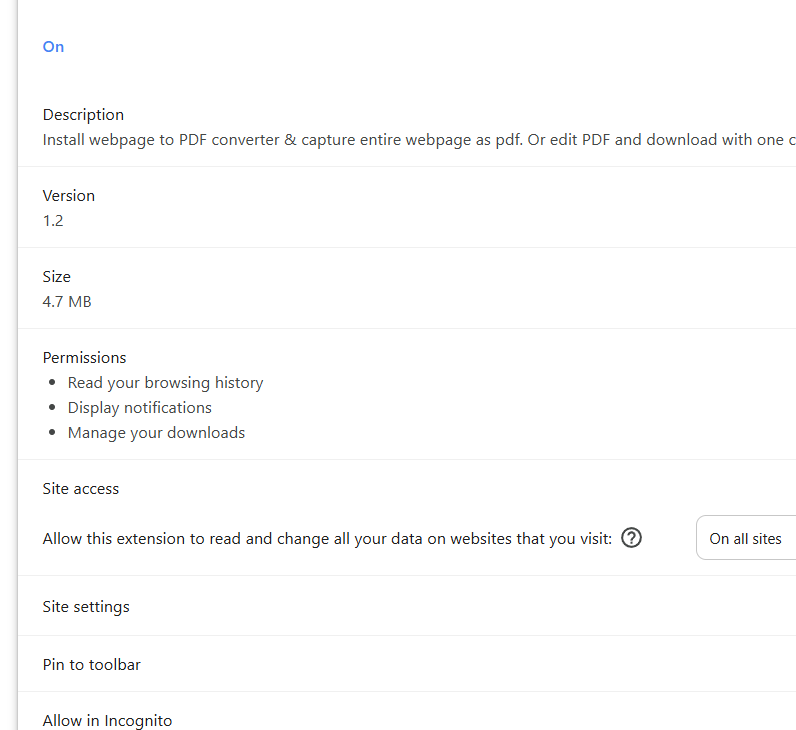 On
Description
Install webpage to PDF converter & capture entire webpage as pdf. Or edit PDF and download with one c
Version
1.2
Size
4.7 MB
Permissions
Read your browsing history
Display notifications
Manage your downloads
Site access
Allow this extension to read and change all your data on websites that you visit:
On all sites
Site settings
Pin to toolbar
Allow in Incognito